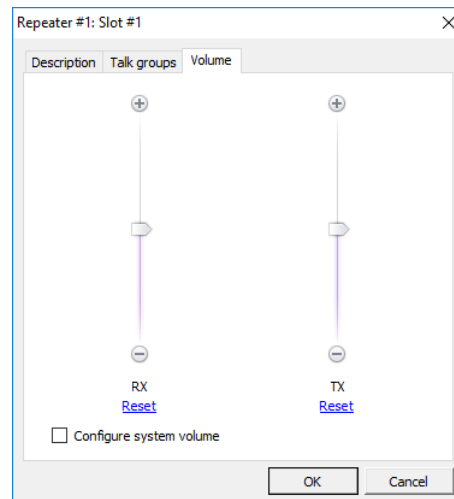 Repeater #1: Slot #1
Description Talk groups Volume
RX TX
Reset Reset
Configure system volume
OK Cancel